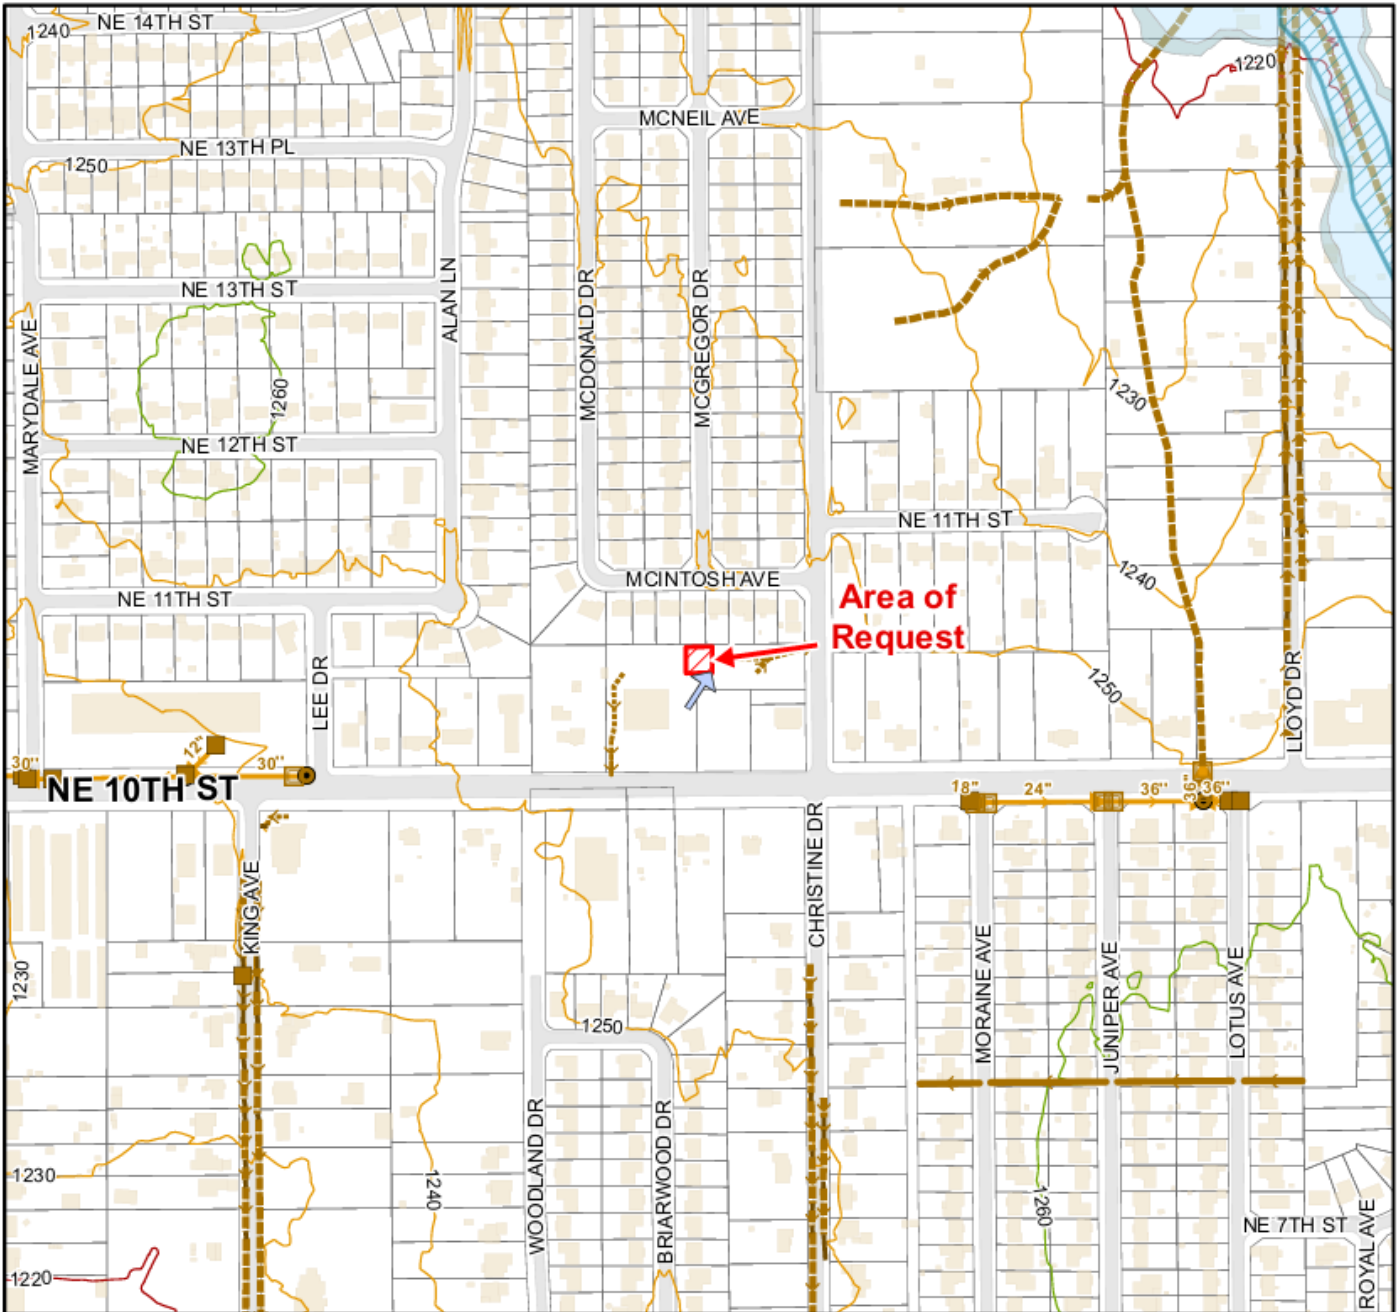 NE 14TH ST
1240
1220
MCNEIL AVE
NE 13TH PL
1250
ALAN LN
MCDONALD DR
MCGREGOR DR
NE 13TH ST
MARYDALE AVE
1260
1230
NE 12TH ST
NE 11TH ST
MCINTOSH AVE
1240
NE 11TH ST
Area of
Request
LEE DR
1250
LLOYD DR
12"
30"
30"
NE 10TH ST
18"
24"
36"
36"
36"
CHRISTINE DR
KING AVE
1230
MORAINE AVE
JUNIPER AVE
LOTUS AVE
1250
WOODLAND DR
BRIARWOOD DR
1230
1240
1260
NE 7TH ST
ROYAL AVE
1220